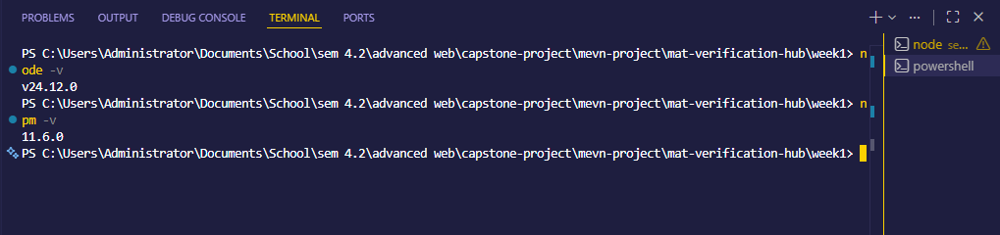 PROBLEMS OUTPUT DEBUG CONSOLE TERMINAL PORTS
PS C:\Users\Administrator\Documents\School\sem 4.2\advanced web\capstone-project\mevn-project\mat-verification-hub\week1> n
ode -v
v24.12.0
PS C:\Users\Administrator\Documents\School\sem 4.2\advanced web\capstone-project\mevn-project\mat-verification-hub\week1> n
pm -v
11.6.0
PS C:\Users\Administrator\Documents\School\sem 4.2\advanced web\capstone-project\mevn-project\mat-verification-hub\week1>
node se...
powershell